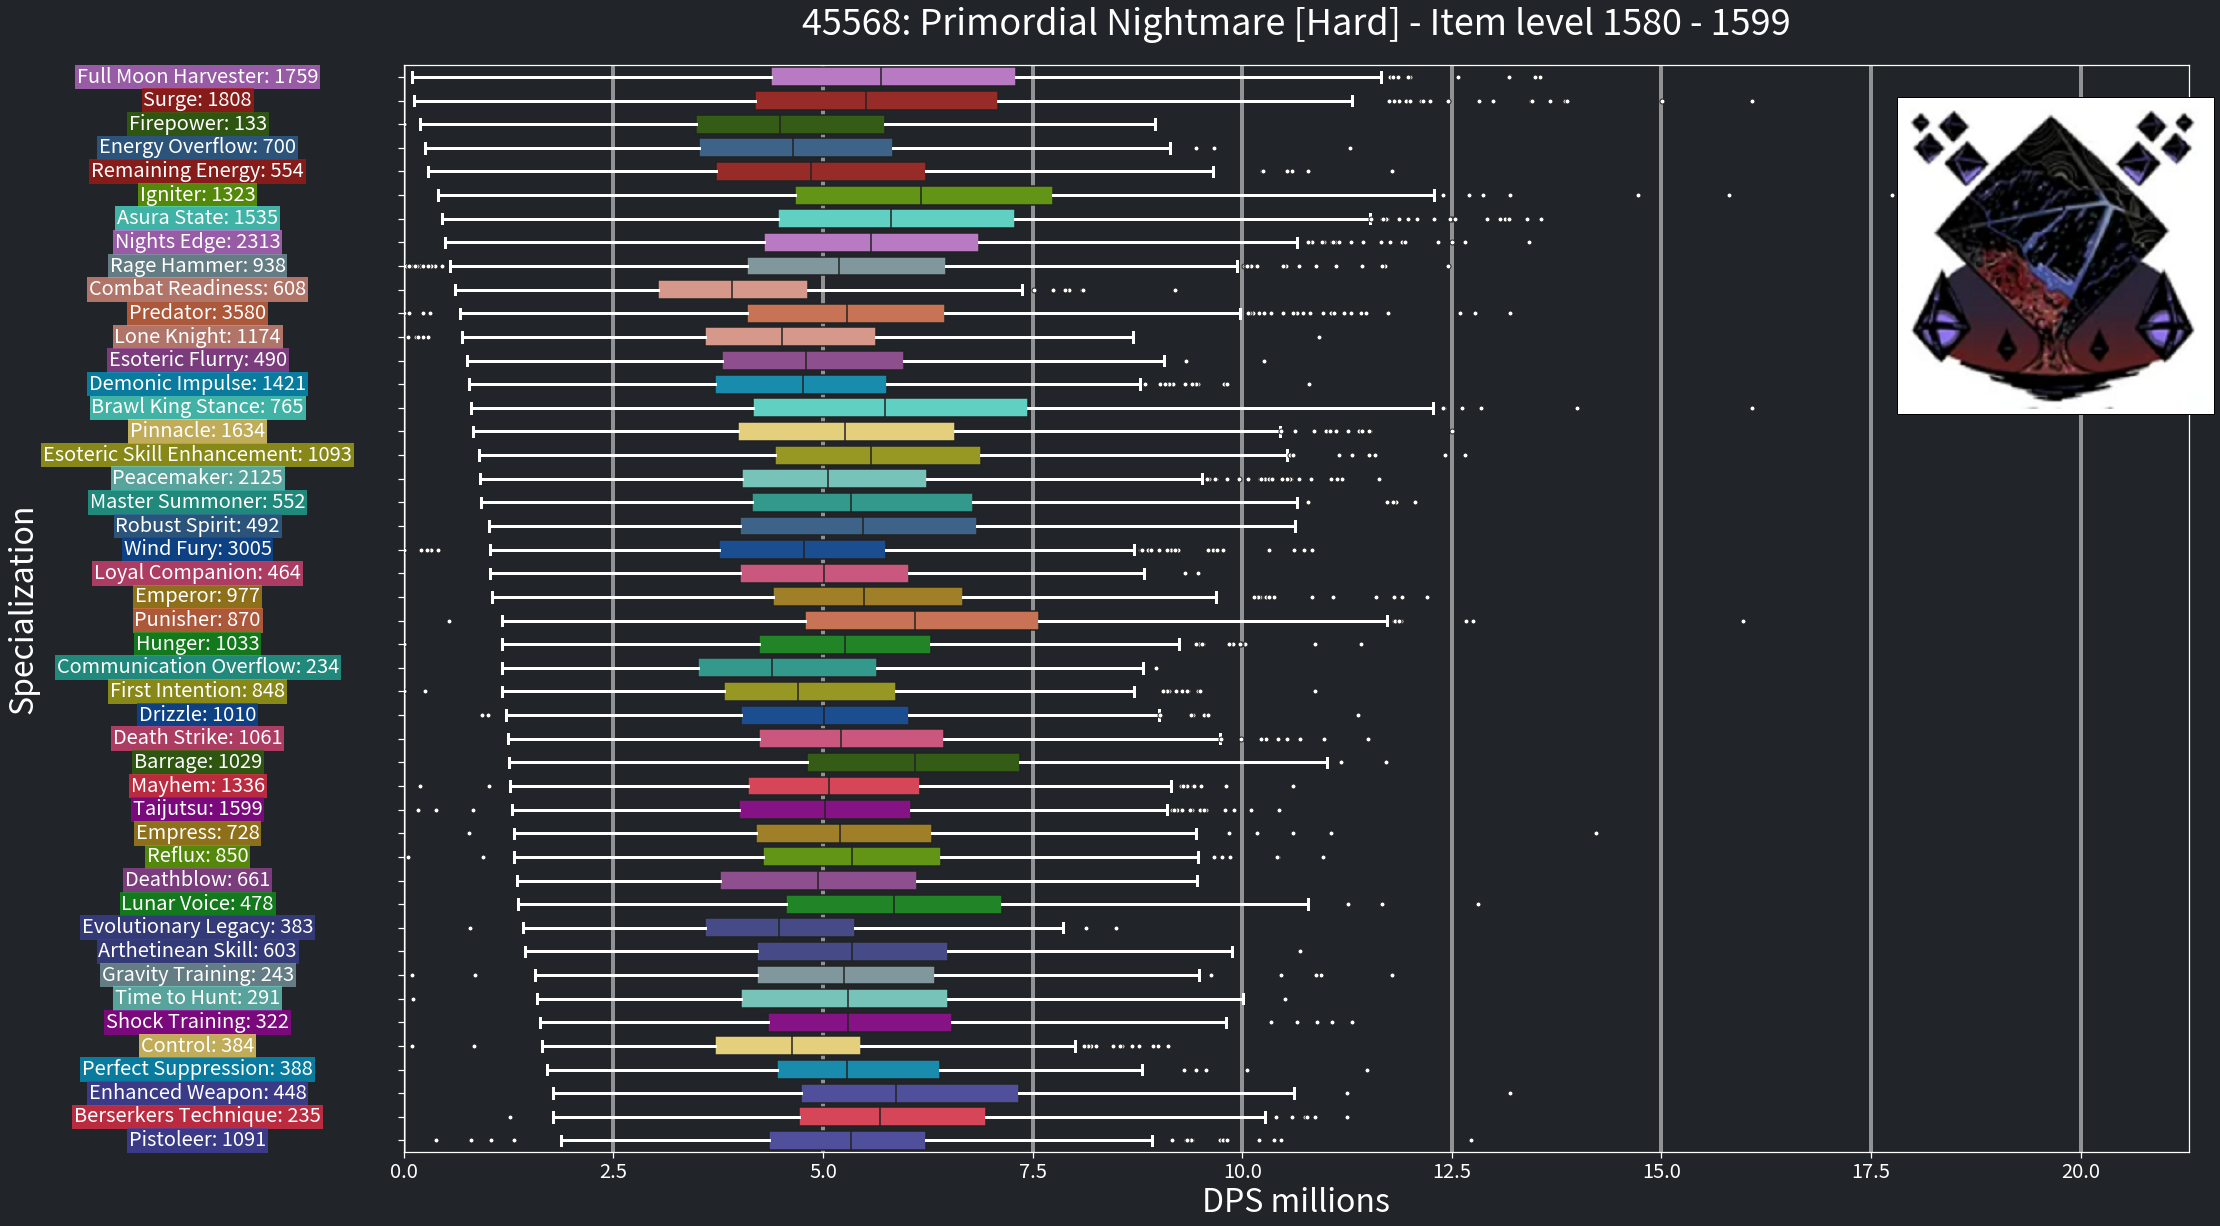 45568: Primordial Nightmare [Hard] - Item level 1580 - 1599
Full Moon Harvester: 1759
Surge: 1808
Firepower: 133
Energy Overflow: 700
Remaining Energy: 554
Igniter: 1323
Asura State: 1535
Nights Edge: 2313
Rage Hammer: 938
Combat Readiness: 608
Predator: 3580
Lone Knight: 1174
Esoteric Flurry: 490
Demonic Impulse: 1421
Brawl King Stance: 765
Pinnacle: 1634
Esoteric Skill Enhancement: 1093
Peacemaker: 2125
Master Summoner: 552
Robust Spirit: 492
Wind Fury: 3005
Loyal Companion: 464
Emperor: 977
Punisher: 870
Hunger: 1033
Communication Overflow: 234
First Intention: 848
Drizzle: 1010
Death Strike: 1061
Barrage: 1029
Mayhem: 1336
Taijutsu: 1599
Empress: 728
Reflux: 850
Deathblow: 661
Lunar Voice: 478
Evolutionary Legacy: 383
Arthetinean Skill: 603
Gravity Training: 243
Time to Hunt: 291
Shock Training: 322
Control: 384
Perfect Suppression: 388
Enhanced Weapon: 448
Berserkers Technique: 235
Pistoleer: 1091
Specialization
0.0 2.5 5.0 7.5 10.0 12.5 15.0 17.5 20.0
DPS millions